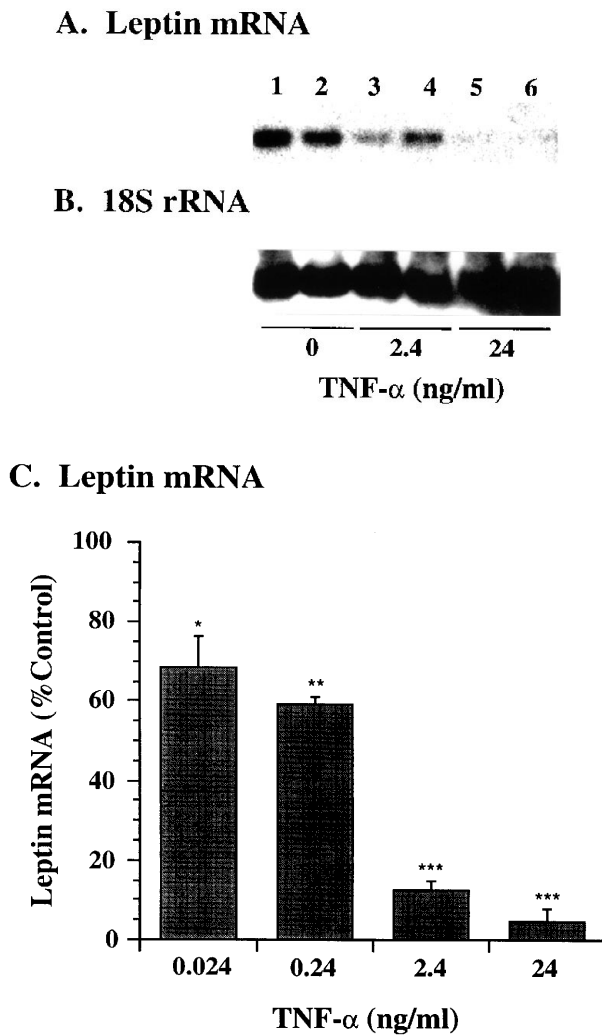 A. Leptin mRNA
1 2 3 4 5 6
B. 18S rRNA
0 2.4 24
TNF-α (ng/ml)
C. Leptin mRNA
Leptin mRNA (%Control)
100
80
60
40
20
0
*
**
***
***
0.024 0.24 2.4 24
TNF-α (ng/ml)